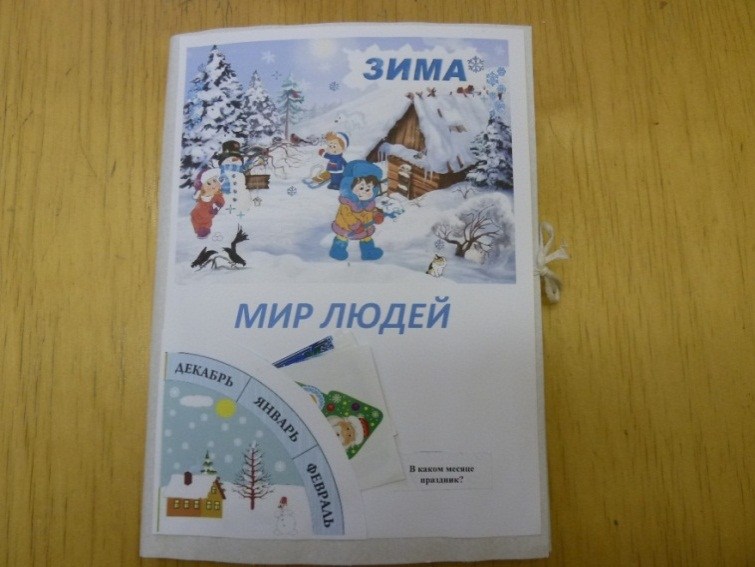 ЗИМА
МИР ЛЮДЕЙ
ДЕКАБРЬ
ЯНВАРЬ
ФЕВРАЛЬ
В каком месяце
праздник?